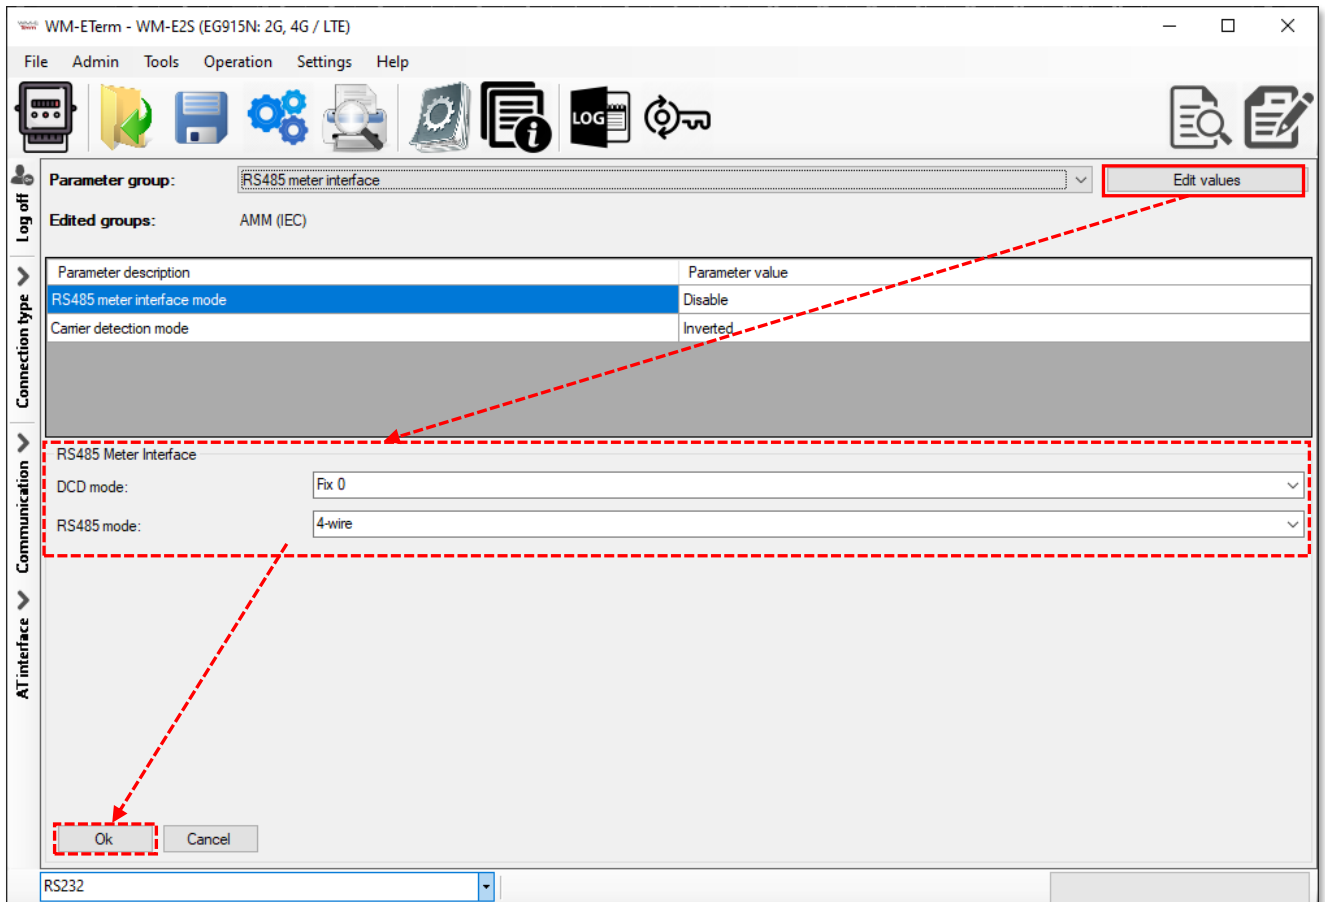 WM-ETerm - WM-E2S (EG915N: 2G, 4G / LTE)
File Admin Tools Operation Settings Help
LOG
Log off
Connection type
Communication
AT interface
Parameter group: RS485 meter interface Edit values
Edited groups: AMM (IEC)
Parameter description Parameter value
RS485 meter interface mode Disable
Carrier detection mode Inverted
RS485 Meter Interface
DCD mode: Fix 0
RS485 mode: 4-wire
Ok Cancel
RS232